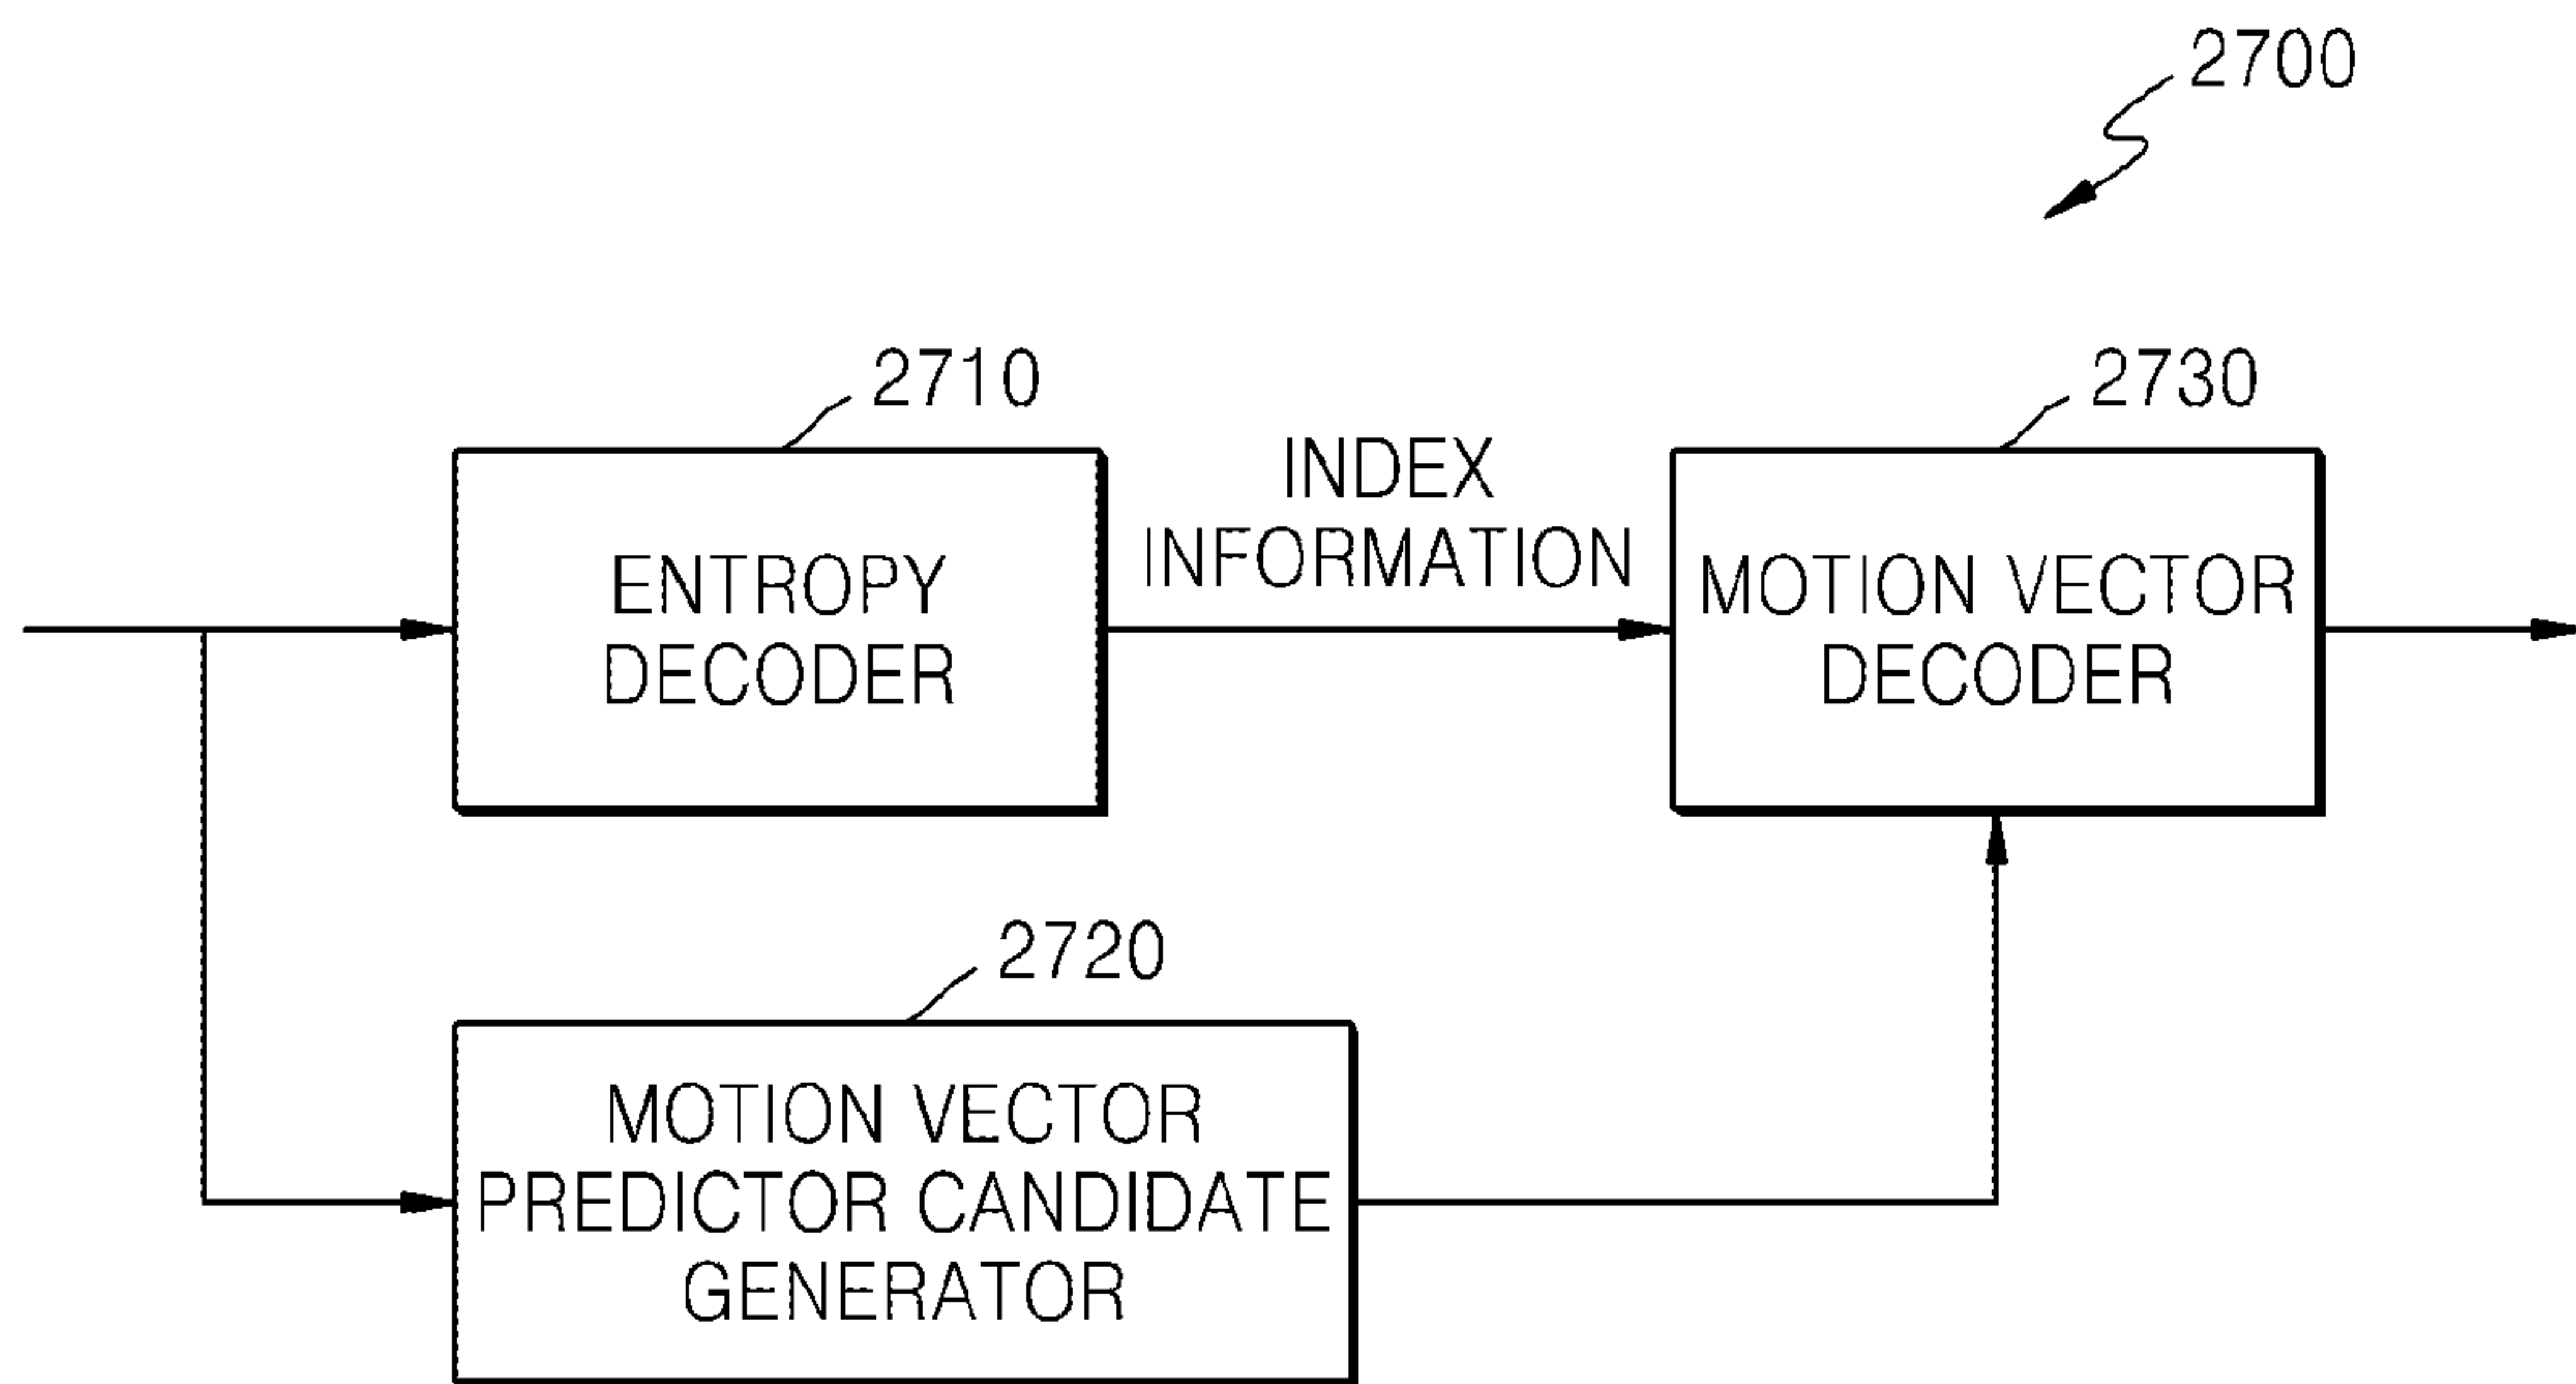 2700
2710
2730
INDEX
INFORMATION
ENTROPY
DECODER
MOTION VECTOR
DECODER
2720
MOTION VECTOR
PREDICTOR CANDIDATE
GENERATOR